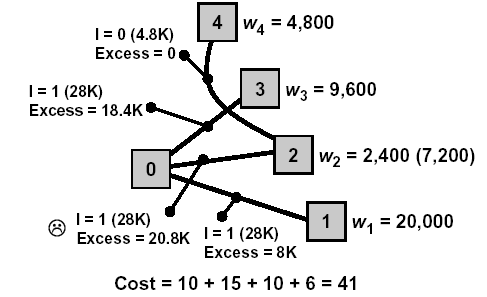 4
w4 = 4,800
I = 0 (4.8K)
Excess = 0
3
w3 = 9,600
I = 1 (28K)
Excess = 18.4K
2
w2 = 2,400 (7,200)
0
1
w1 = 20,000
I = 1 (28K)
Excess = 20.8K
I = 1 (28K)
Excess = 8K
Cost = 10 + 15 + 10 + 6 = 41